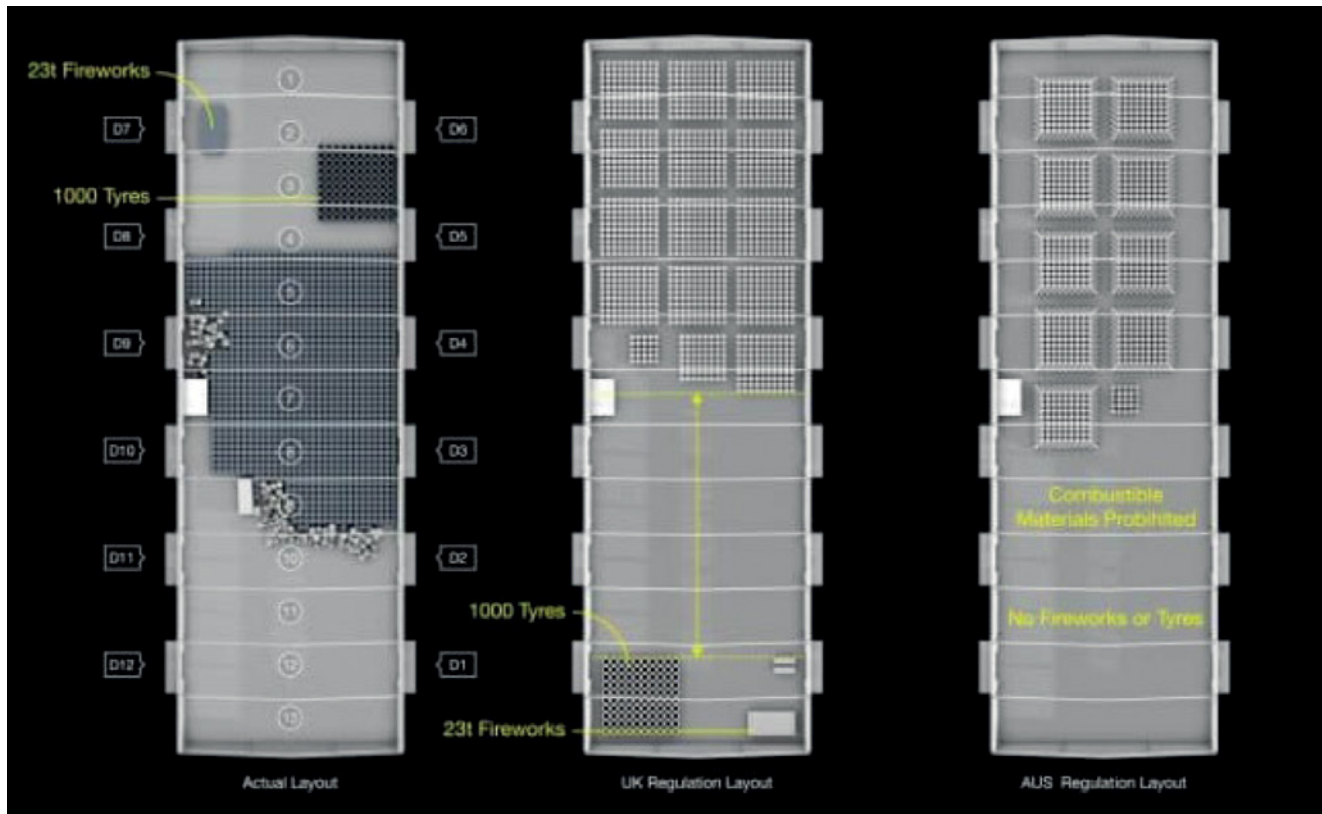 23t Fireworks
1000 Tyres
D7
D8
D9
D10
D11
D12
1
2
3
4
5
6
7
8
9
10
11
12
13
D6
D5
D4
D3
D2
D1
Actual Layout
1000 Tyres
23t Fireworks
UK Regulation Layout
Combustible
Materials Probihited
No Fireworks or Tyres
AUS Regulation Layout